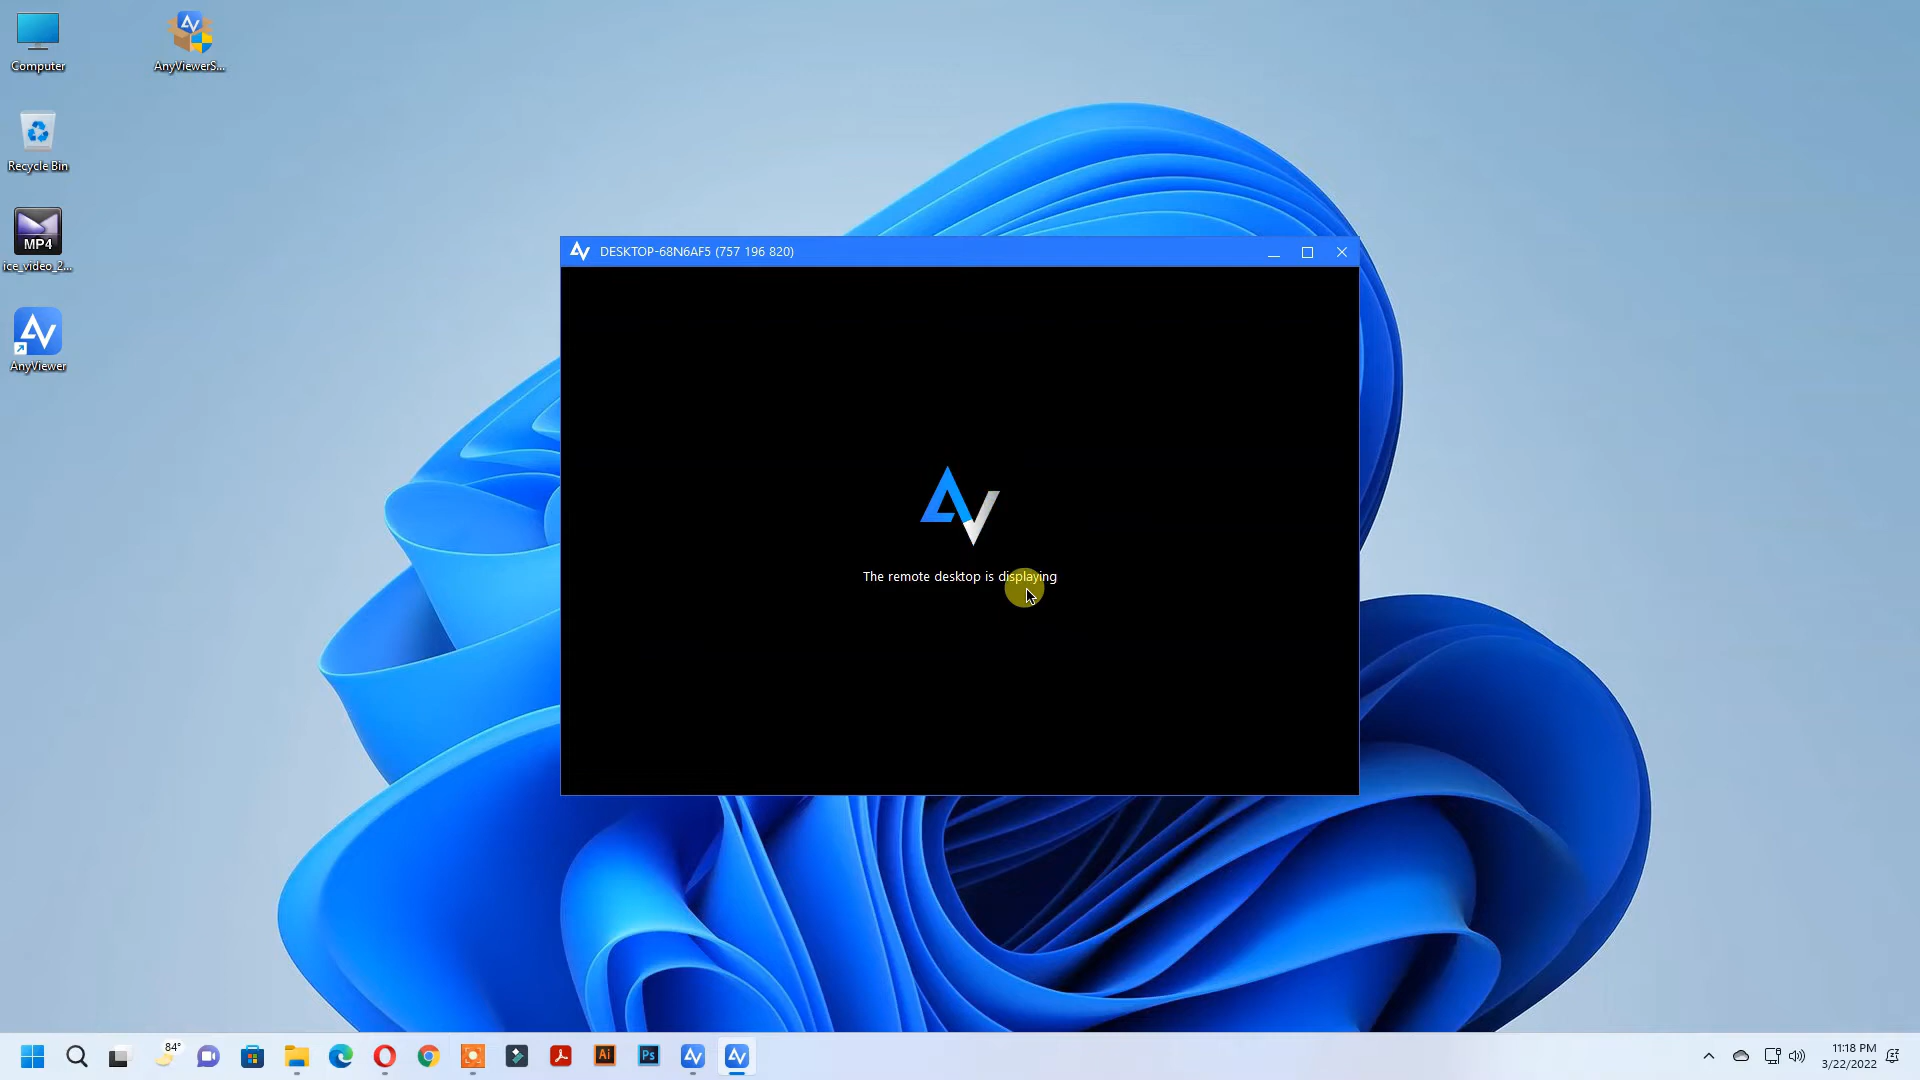 Computer
AnyViewerS...
Recycle Bin
MP4
ice_video_2...
AnyViewer
DESKTOP-68N6AF5 (757 196 820)
The remote desktop is displaying
84°
Ai
Ps
11:18 PM
3/22/2022